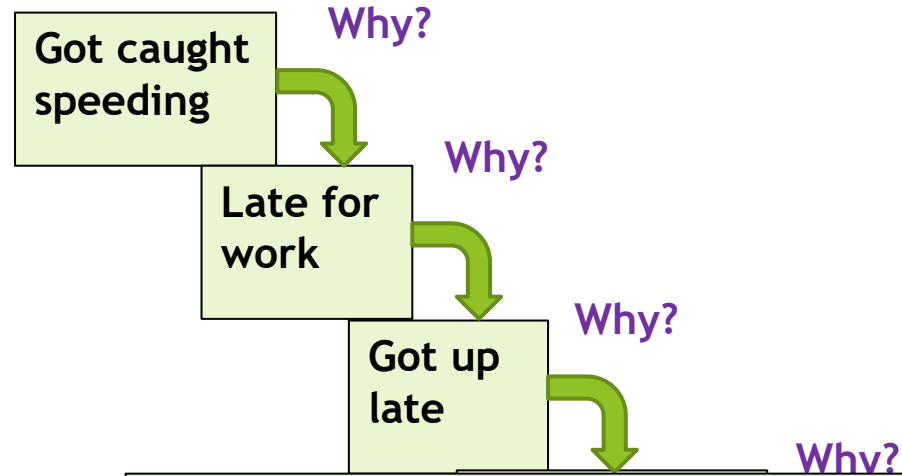 Why?
Got caught
speeding
Why?
Late for
work
Why?
Got up
late
Why?